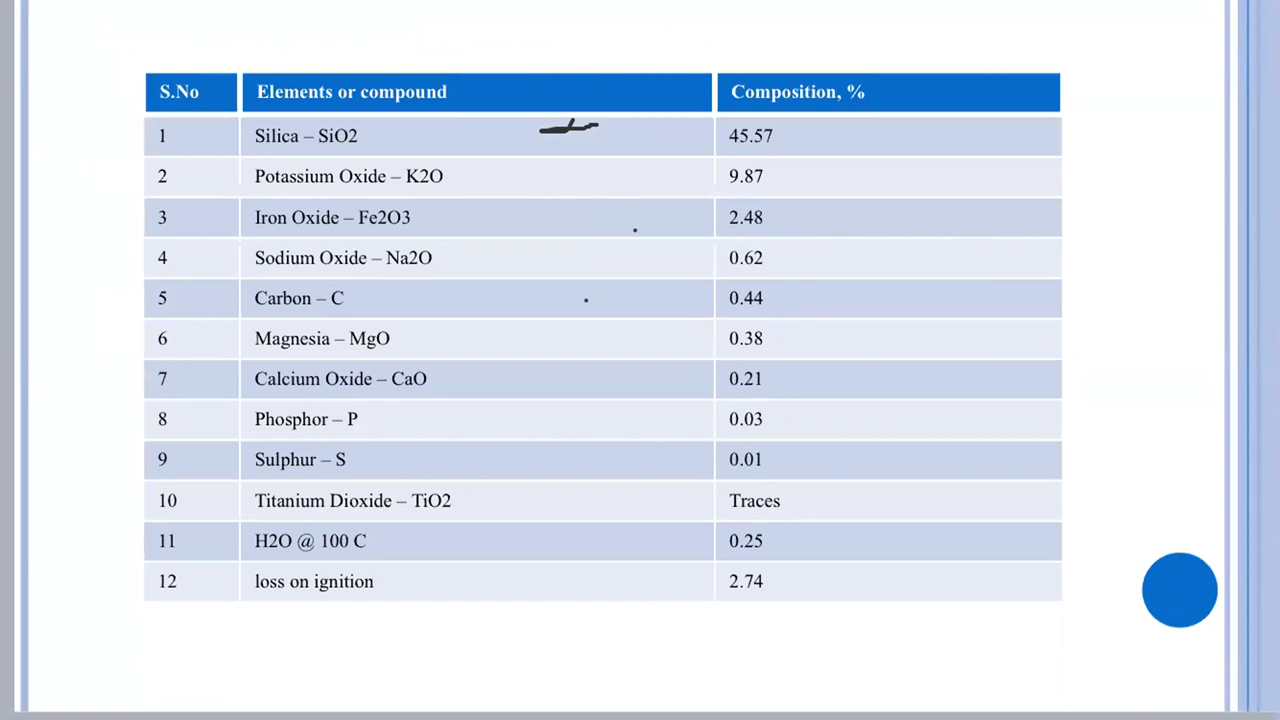 S.No Elements or compound Composition, %
1 Silica – SiO2 45.57
2 Potassium Oxide – K2O 9.87
3 Iron Oxide – Fe2O3 2.48
4 Sodium Oxide – Na2O 0.62
5 Carbon – C 0.44
6 Magnesia – MgO 0.38
7 Calcium Oxide – CaO 0.21
8 Phosphor – P 0.03
9 Sulphur – S 0.01
10 Titanium Dioxide – TiO2 Traces
11 H2O @ 100 C 0.25
12 loss on ignition 2.74